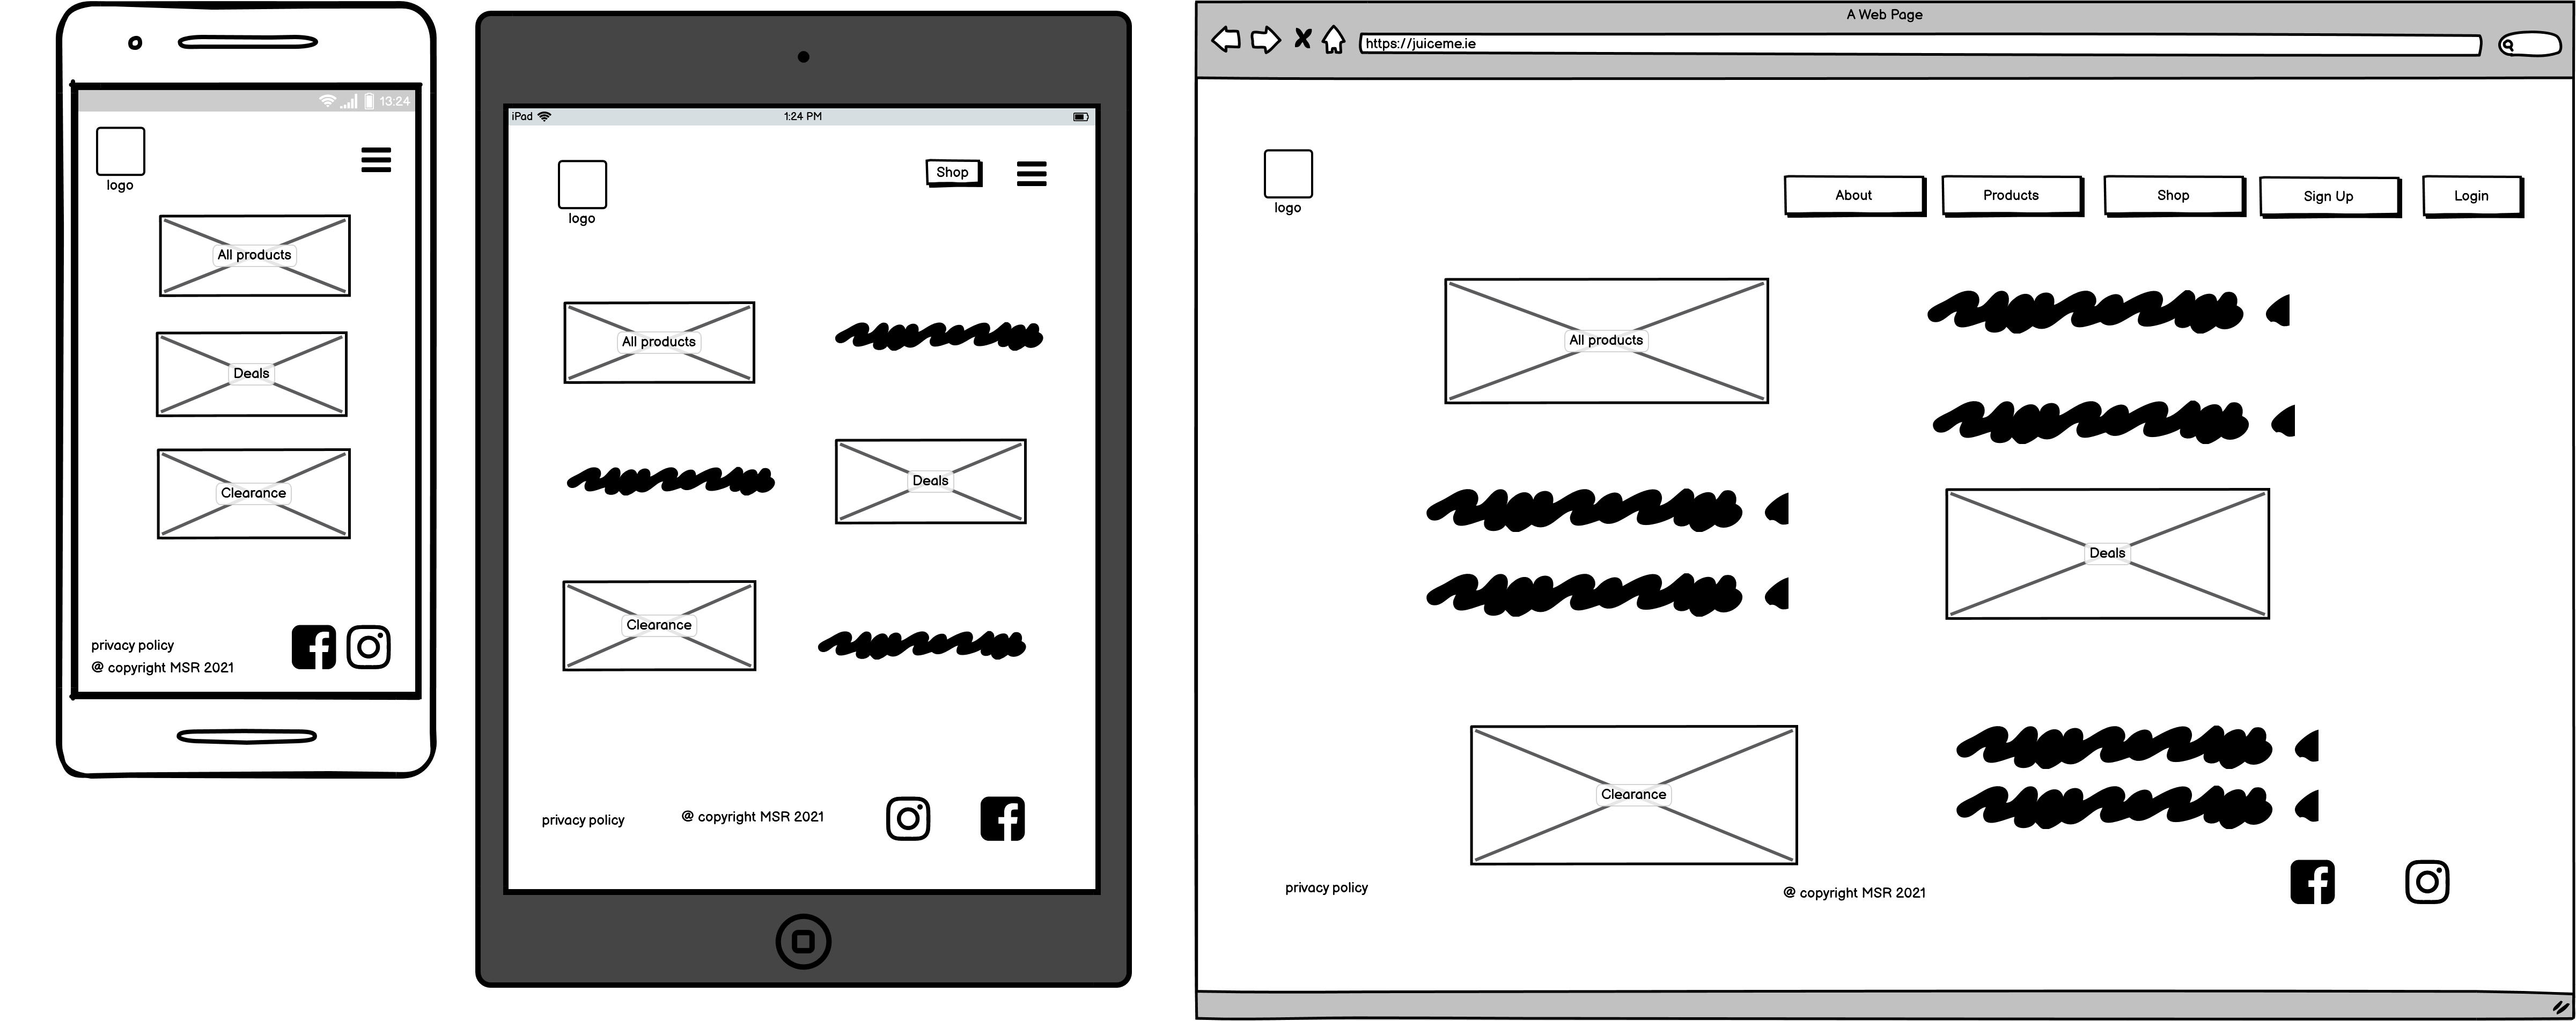 13:24
logo
All products
Deals
Clearance
privacy policy
@ copyright MSR 2021
iPad
1:24 PM
Shop
logo
All products
Deals
Clearance
privacy policy
@ copyright MSR 2021
A Web Page
https://juiceme.ie
logo
About
Products
Shop
Sign Up
Login
All products
Deals
Clearance
privacy policy
@ copyright MSR 2021